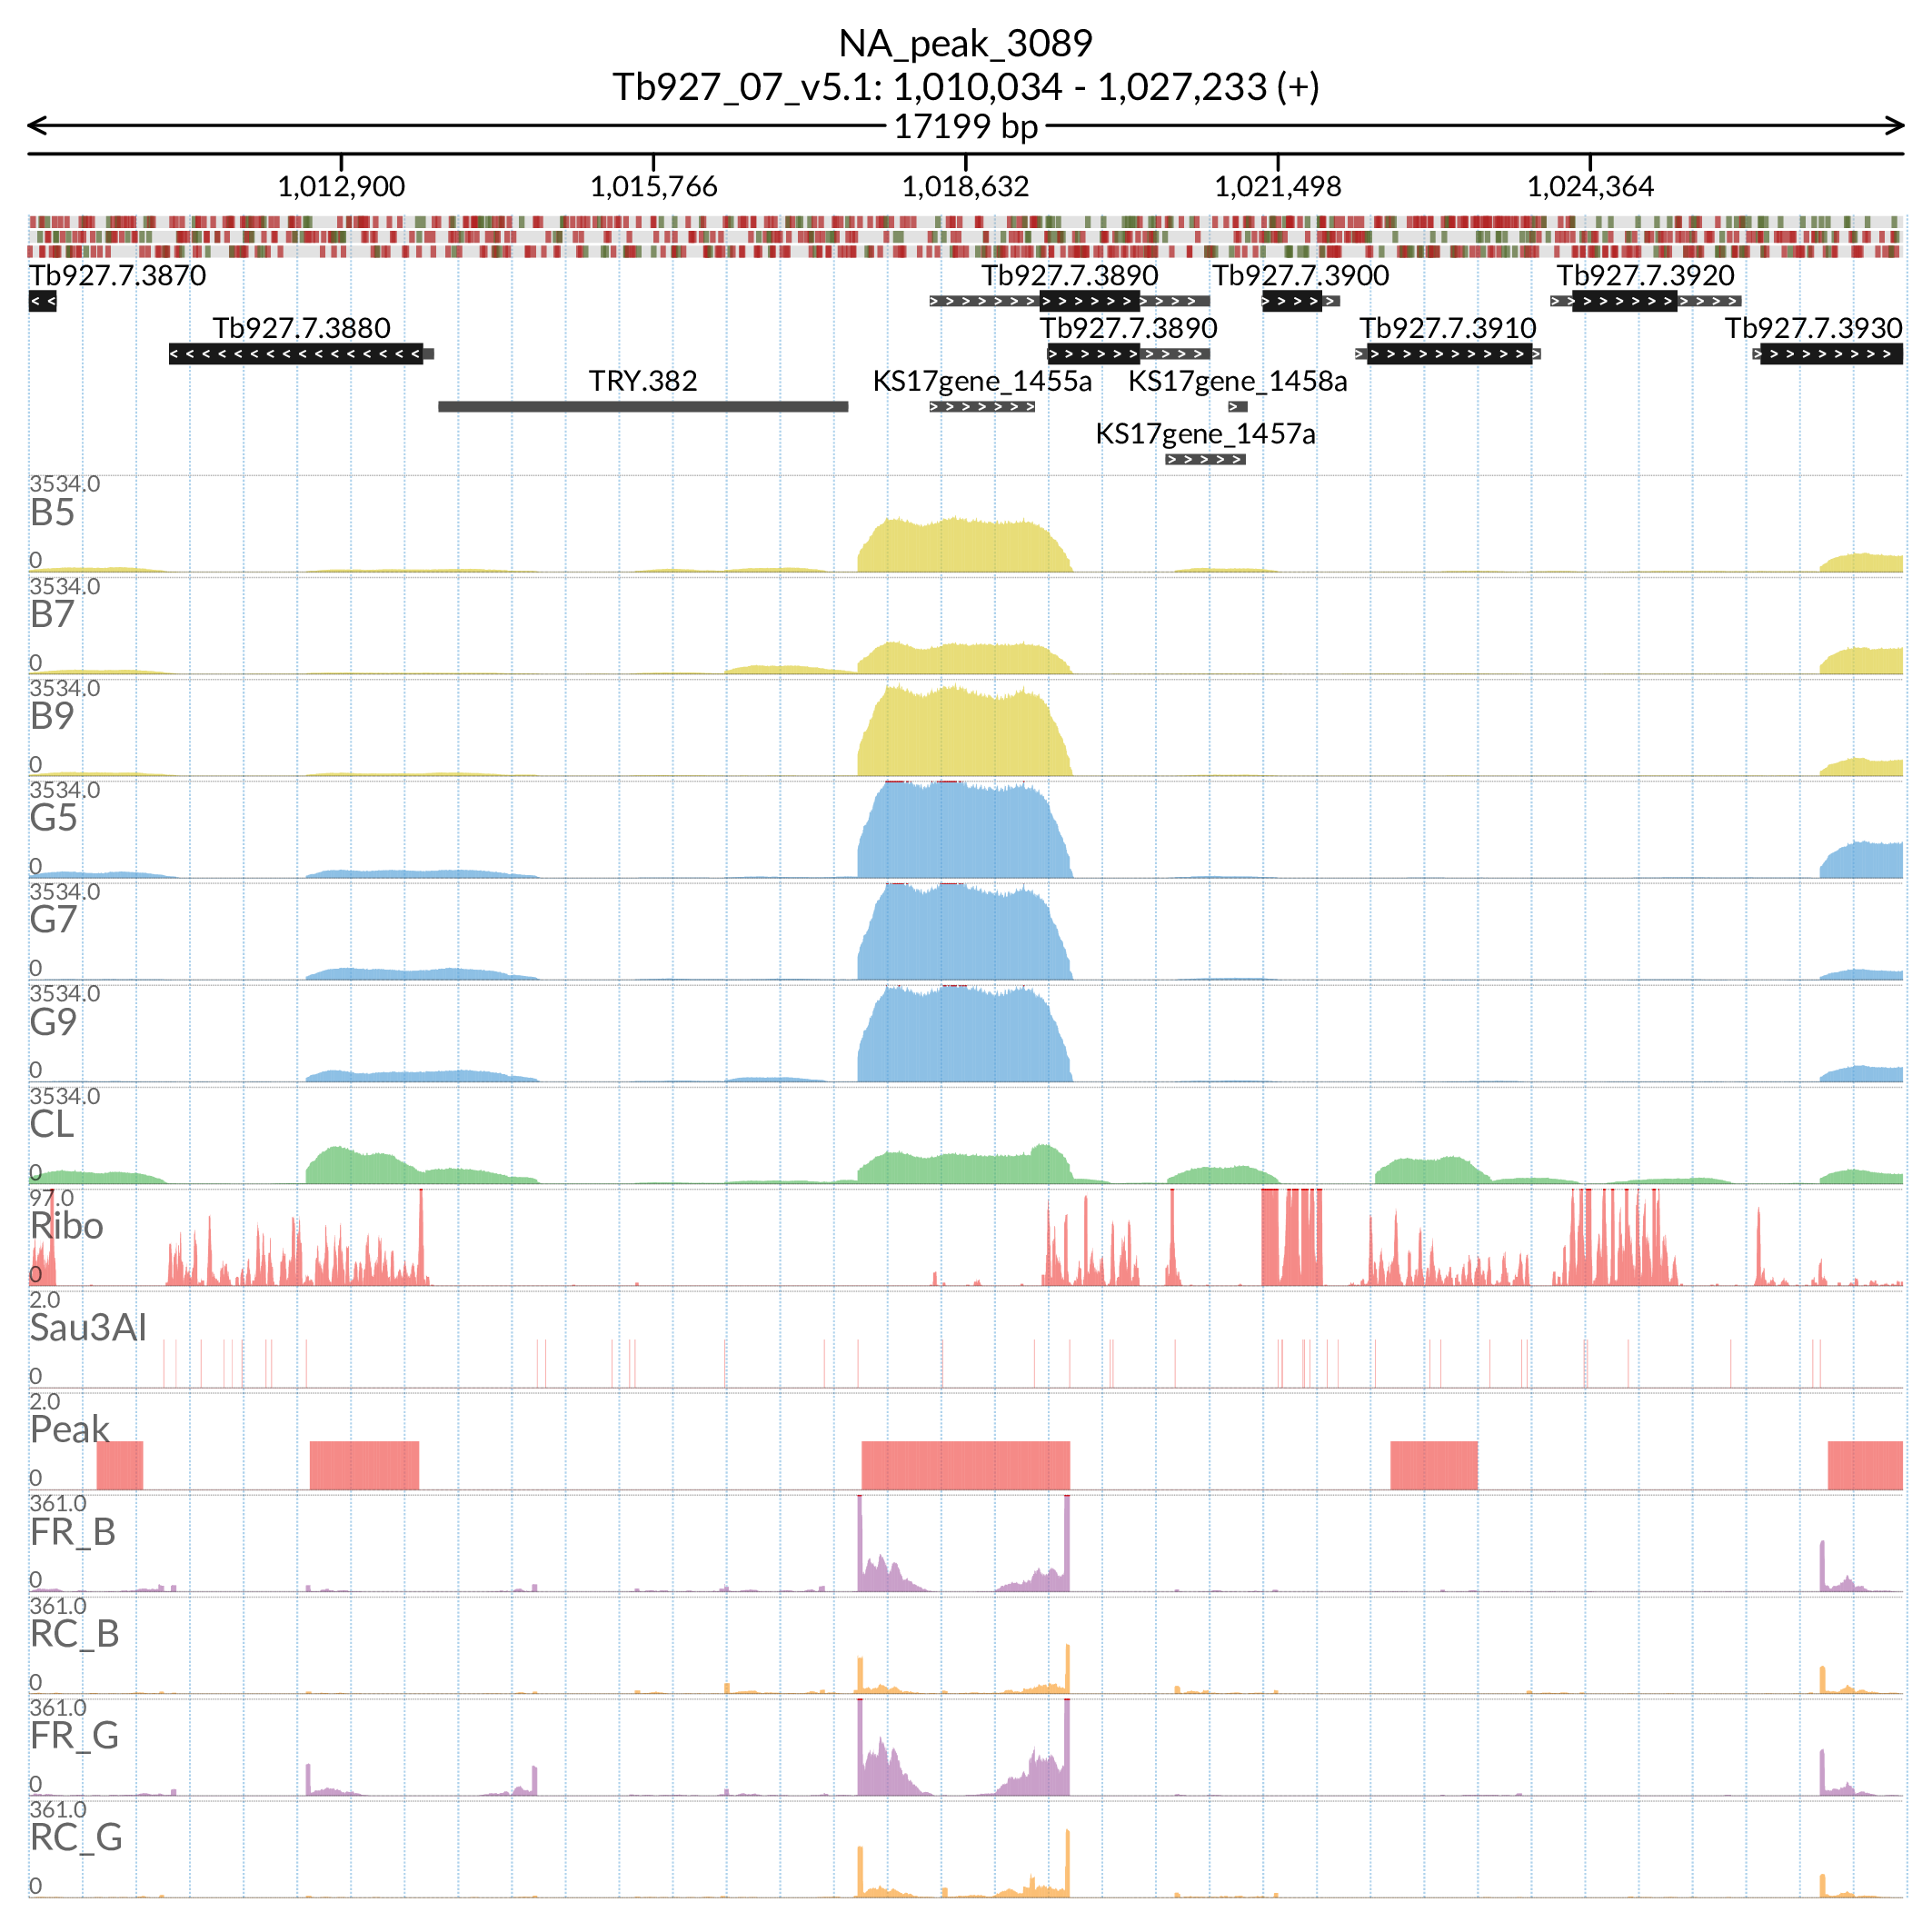 NA_peak_3089
Tb927_07_v5.1: 1,010,034 - 1,027,233 (+)
17199 bp
1,012,900 1,015,766 1,018,632 1,021,498 1,024,364
Tb927.7.3870 Tb927.7.3890 Tb927.7.3900 Tb927.7.3920
Tb927.7.3880 Tb927.7.3890 Tb927.7.3910 Tb927.7.3930
TRY.382 KS17gene_1455a KS17gene_1458a
KS17gene_1457a
3534.0
B5
0
3534.0
B7
0
3534.0
B9
0
3534.0
G5
0
3534.0
G7
0
3534.0
G9
0
3534.0
CL
0
97.0
Ribo
0
2.0
Sau3AI
0
2.0
Peak
0
361.0
FR_B
0
361.0
RC_B
0
361.0
FR_G
0
361.0
RC_G
0